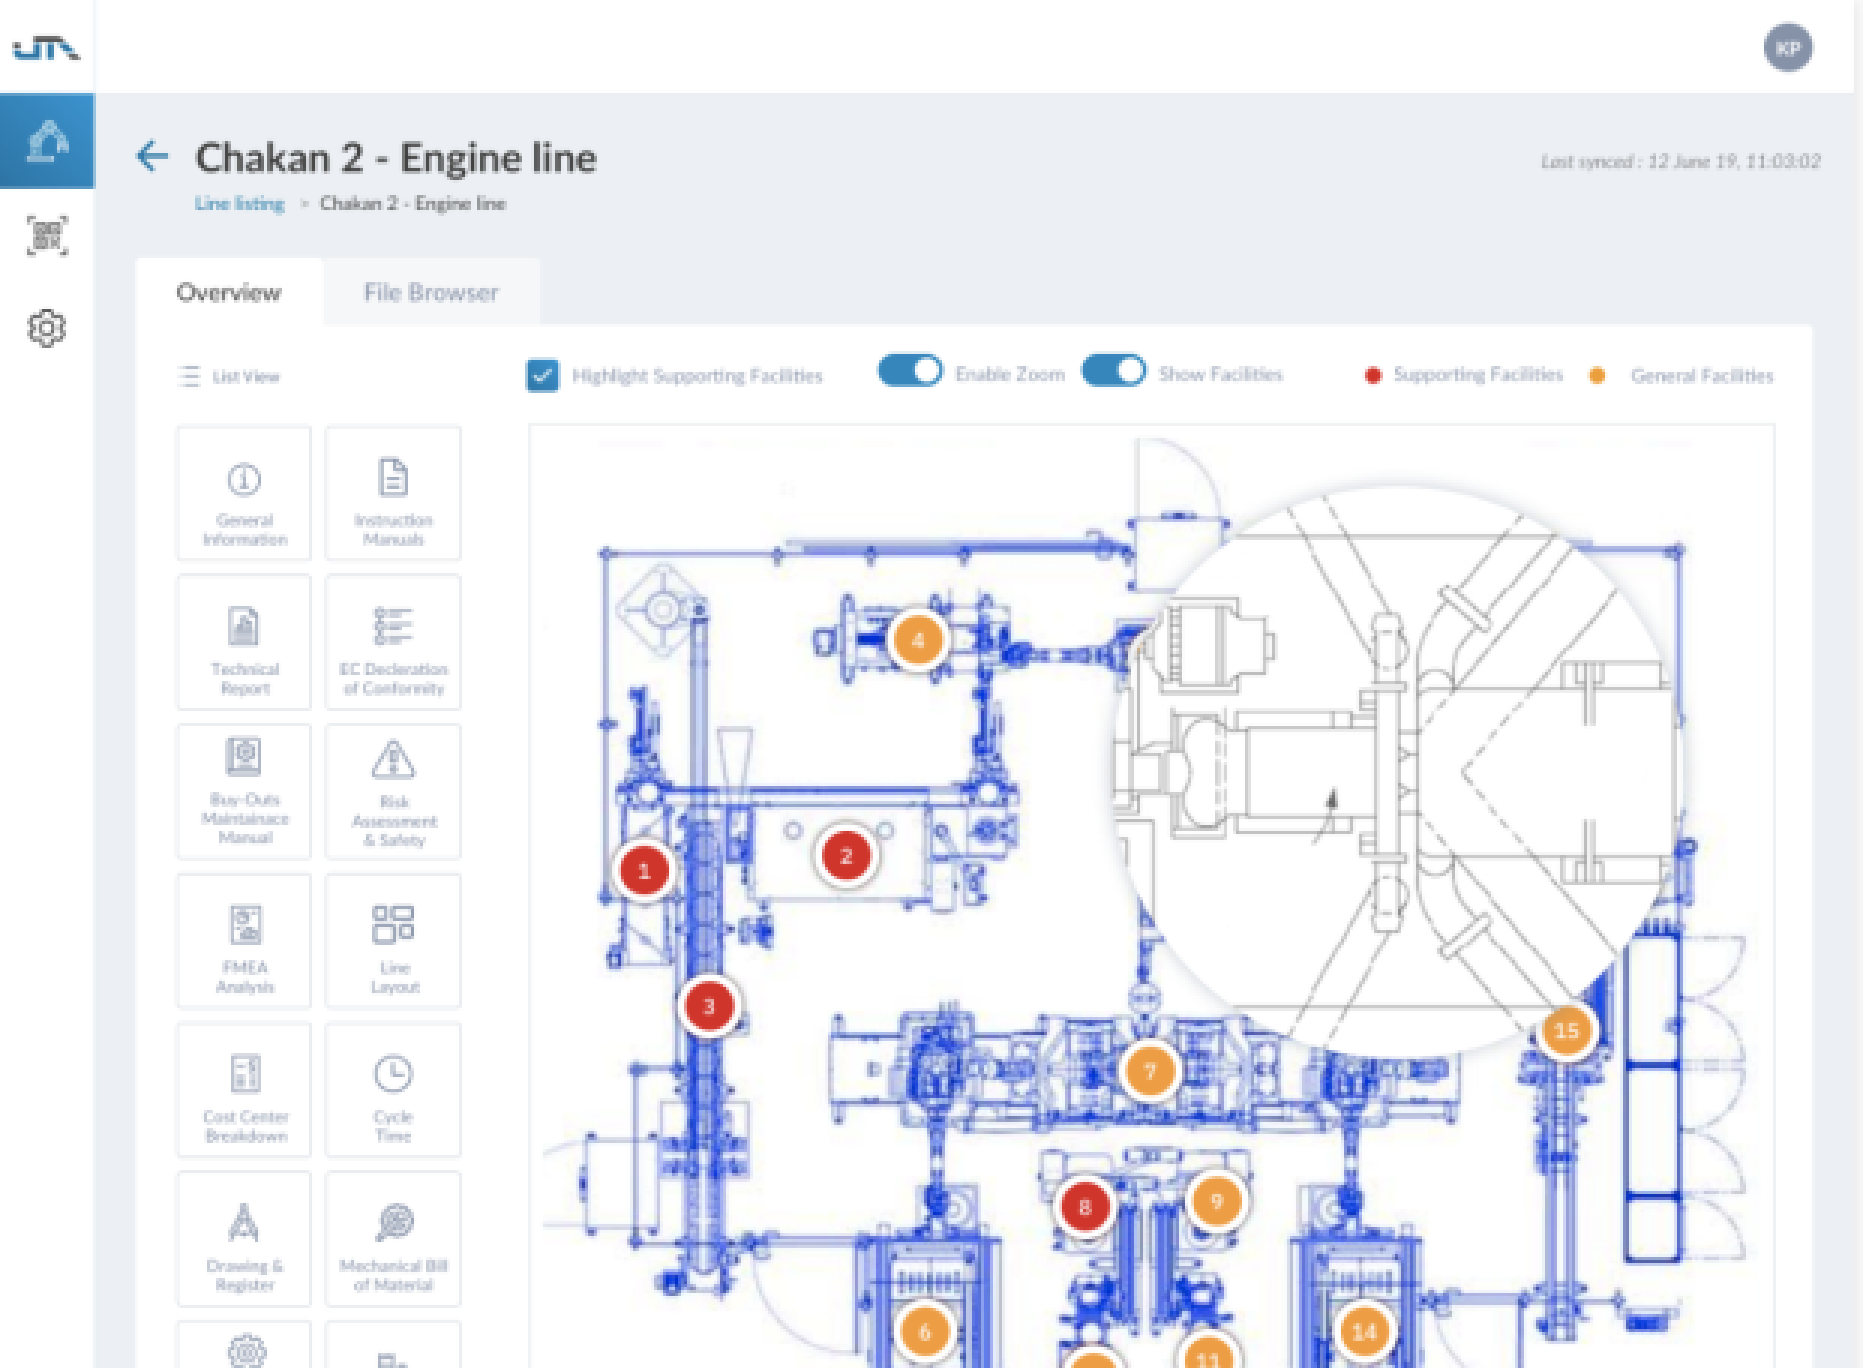 KP
Chakan 2 - Engine line
Last synced : 12 June 19, 11:03:02
Line listing > Chakan 2 - Engine line
Overview
File Browser
List View
Highlight Supporting Facilities
Enable Zoom
Show Facilities
Supporting Facilities
General Facilities
General
Information
Instruction
Manuals
Technical
Report
EC Decleration
of Conformity
Buy-Outs
Maintainace
Manual
Risk
Assessment
& Safety
FMEA
Analysis
Line
Layout
Cost Center
Breakdown
Cycle
Time
Drawing &
Register
Mechanical Bill
of Material
4
2
1
3
15
7
9
8
6
14
11